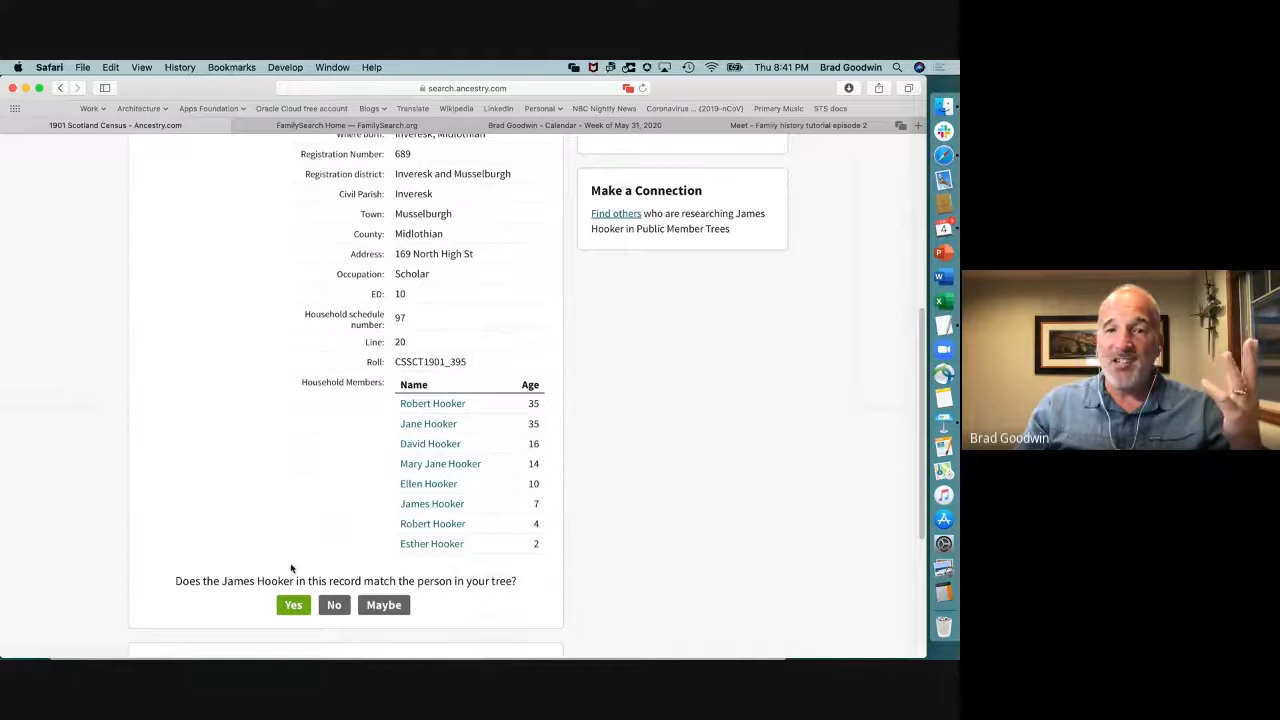 Safari File Edit View History Bookmarks Develop Window Help Thu 8:41 PM Brad Goodwin
search.ancestry.com
Work Architecture Apps Foundation Oracle Cloud free account Blogs Translate Wikipedia LinkedIn Personal NBC Nightly News Coronavirus ... (2019-nCoV) Primary Music STS docs
1901 Scotland Census - Ancestry.com FamilySearch Home — FamilySearch.org Brad Goodwin - Calendar - Week of May 31, 2020 Meet - Family history tutorial episode 2
Where born: Inveresk, Midlothian
Registration Number: 689
Registration district: Inveresk and Musselburgh
Civil Parish: Inveresk
Town: Musselburgh
County: Midlothian
Address: 169 North High St
Occupation: Scholar
ED: 10
Household schedule number: 97
Line: 20
Roll: CSSCT1901_395
Household Members: Name Age
Robert Hooker 35
Jane Hooker 35
David Hooker 16
Mary Jane Hooker 14
Ellen Hooker 10
James Hooker 7
Robert Hooker 4
Esther Hooker 2
Does the James Hooker in this record match the person in your tree?
Yes No Maybe
Make a Connection
Find others who are researching James
Hooker in Public Member Trees
Brad Goodwin